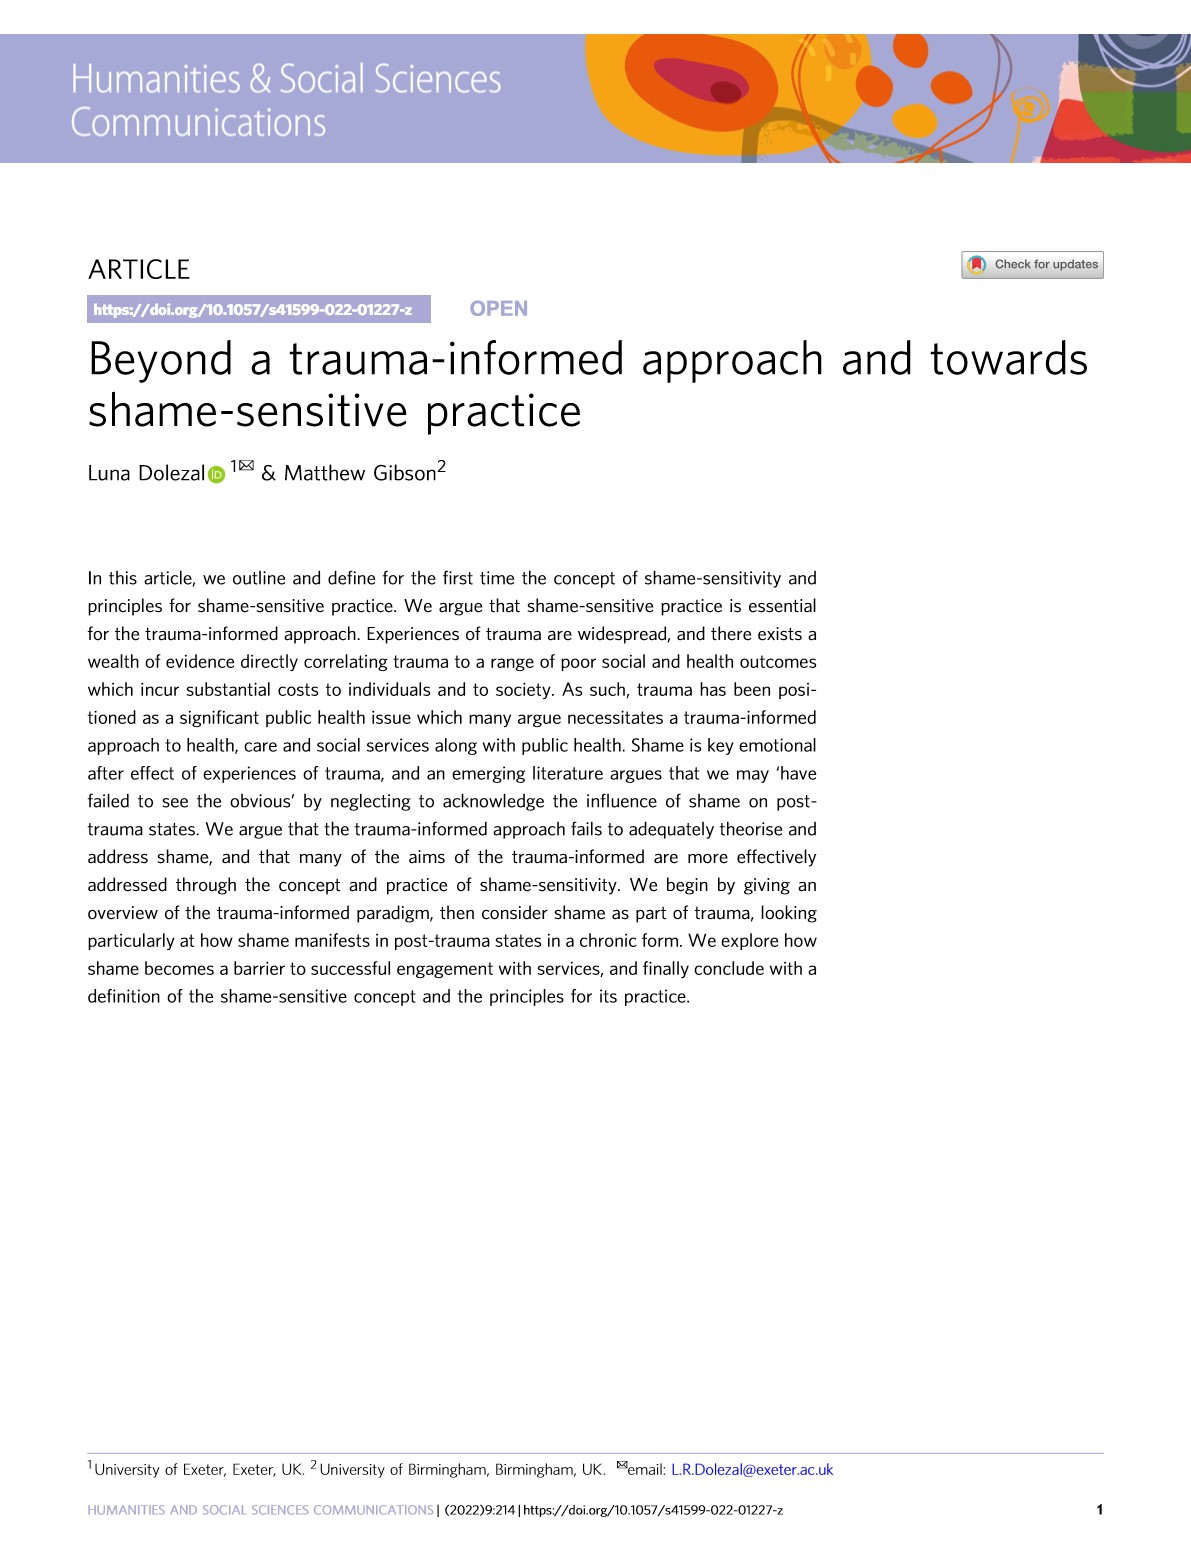 Humanities & Social Sciences
Communications
ARTICLE
Check for updates
https://doi.org/10.1057/s41599-022-01227-z OPEN
Beyond a trauma-informed approach and towards
shame-sensitive practice
Luna Dolezal iD 1✉ & Matthew Gibson2
In this article, we outline and define for the first time the concept of shame-sensitivity and
principles for shame-sensitive practice. We argue that shame-sensitive practice is essential
for the trauma-informed approach. Experiences of trauma are widespread, and there exists a
wealth of evidence directly correlating trauma to a range of poor social and health outcomes
which incur substantial costs to individuals and to society. As such, trauma has been posi-
tioned as a significant public health issue which many argue necessitates a trauma-informed
approach to health, care and social services along with public health. Shame is key emotional
after effect of experiences of trauma, and an emerging literature argues that we may ‘have
failed to see the obvious’ by neglecting to acknowledge the influence of shame on post-
trauma states. We argue that the trauma-informed approach fails to adequately theorise and
address shame, and that many of the aims of the trauma-informed are more effectively
addressed through the concept and practice of shame-sensitivity. We begin by giving an
overview of the trauma-informed paradigm, then consider shame as part of trauma, looking
particularly at how shame manifests in post-trauma states in a chronic form. We explore how
shame becomes a barrier to successful engagement with services, and finally conclude with a
definition of the shame-sensitive concept and the principles for its practice.
1 University of Exeter, Exeter, UK. 2 University of Birmingham, Birmingham, UK. ✉email: L.R.Dolezal@exeter.ac.uk
HUMANITIES AND SOCIAL SCIENCES COMMUNICATIONS | (2022)9:214 | https://doi.org/10.1057/s41599-022-01227-z 1